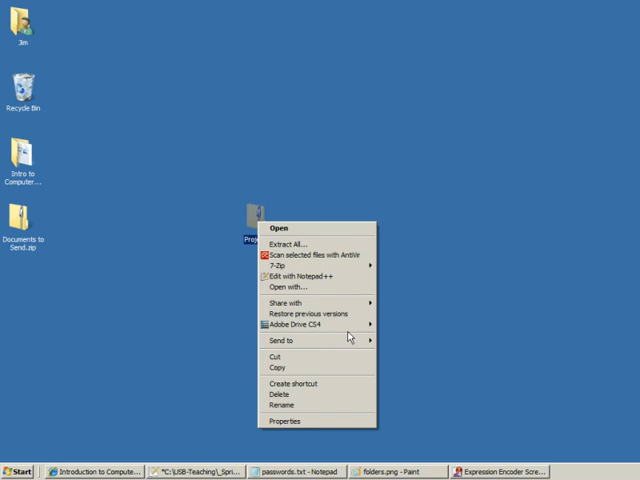 Jim
Recycle Bin
Intro to
Computer...
Documents to
Send.zip
Open
Extract All...
Scan selected files with AntiVir
7-Zip
Edit with Notepad++
Open with...
Share with
Restore previous versions
Adobe Drive CS4
Send to
Cut
Copy
Create shortcut
Delete
Rename
Properties
Start
Introduction to Compute...
*C:\USB-Teaching\_Spri...
passwords.txt - Notepad
folders.png - Paint
Expression Encoder Scre...